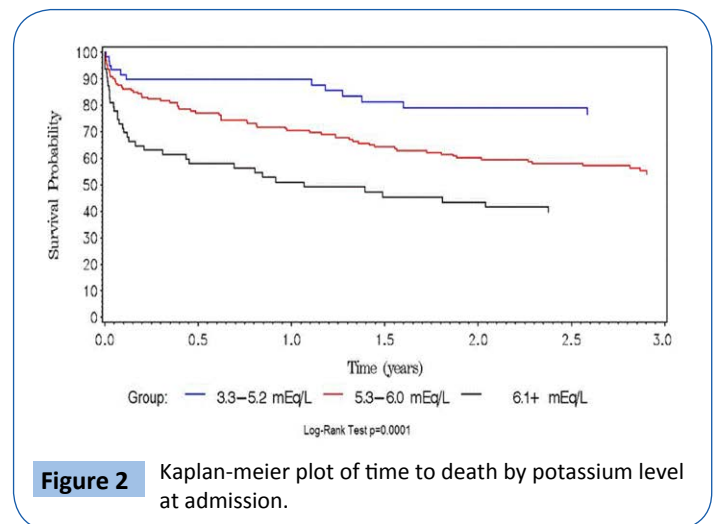 100
90
80
70
60
50
40
30
20
10
0
Survival Probability
0.0 0.5 1.0 1.5 2.0 2.5 3.0
Time (years)
Group: 3.3–5.2 mEq/L 5.3–6.0 mEq/L 6.1+ mEq/L
Log-Rank Test p=0.0001
Figure 2 Kaplan-meier plot of time to death by potassium level
at admission.